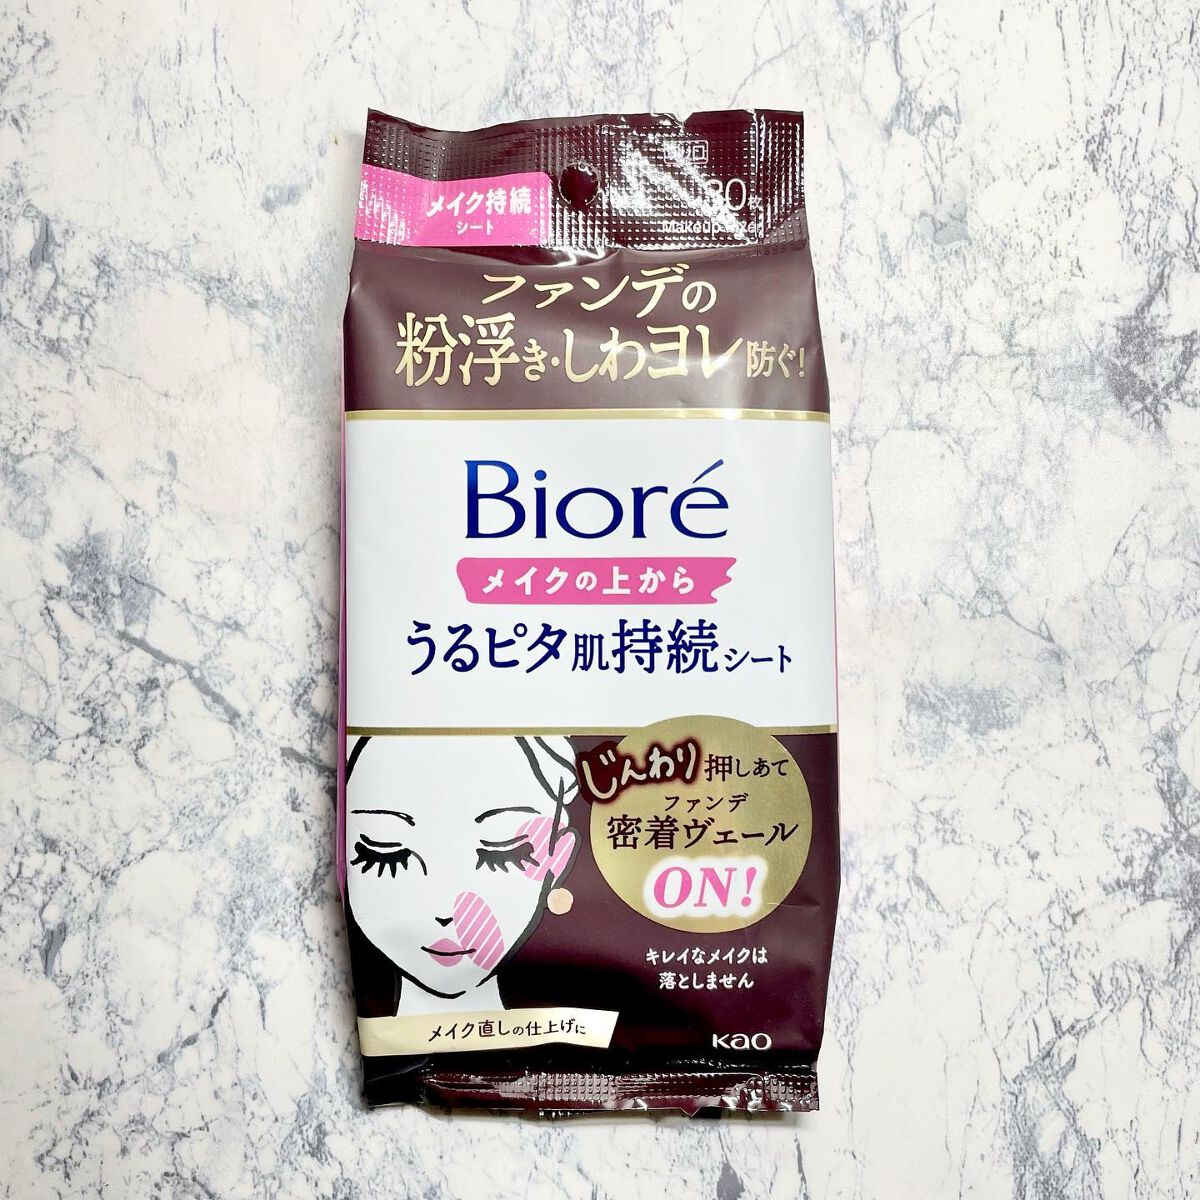 メイク持続
シート
30枚
ファンデの
粉浮き・しわヨレ防ぐ!
Bioré
メイクの上から
うるピタ肌持続シート
じんわり押しあて
ファンデ
密着ヴェール
ON!
キレイなメイクは
落としません
メイク直しの仕上げに
Kao